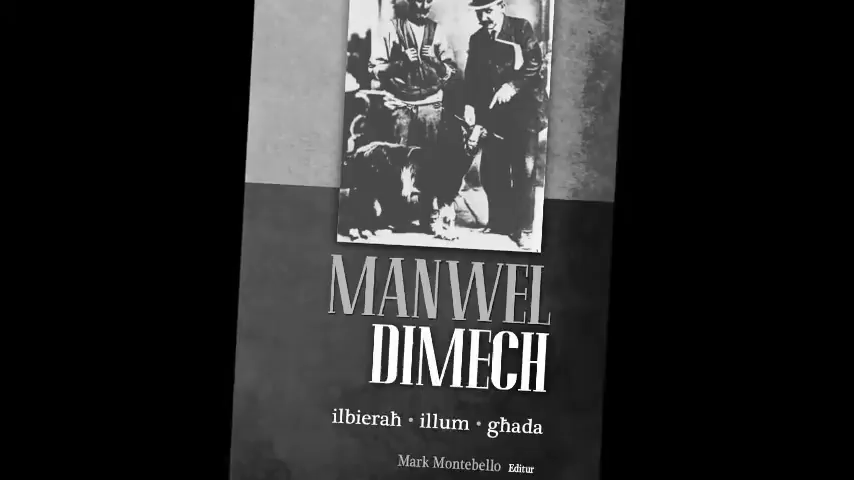 MANWEL
DIMECH
ilbieraħ • illum • għada
Mark Montebello Editur